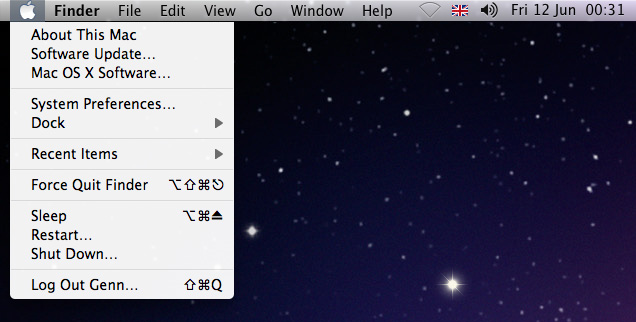 Finder File Edit View Go Window Help Fri 12 Jun 00:31
About This Mac
Software Update…
Mac OS X Software…
System Preferences…
Dock
Recent Items
Force Quit Finder ⌥⇧⌘⎋
Sleep ⌥⌘⏏
Restart…
Shut Down…
Log Out Genn… ⇧⌘Q